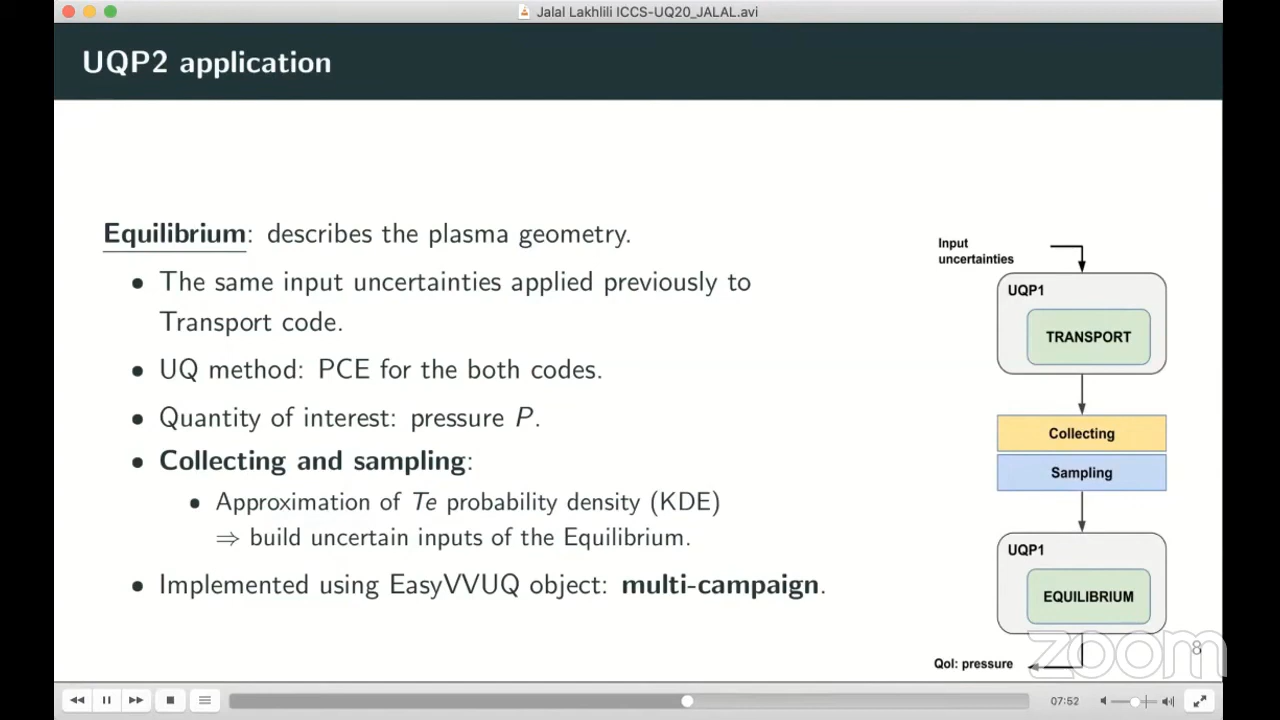 Jalal Lakhlili ICCS-UQ20_JALAL.avi
UQP2 application
Equilibrium: describes the plasma geometry.
• The same input uncertainties applied previously to
Transport code.
• UQ method: PCE for the both codes.
• Quantity of interest: pressure P.
• Collecting and sampling:
• Approximation of Te probability density (KDE)
⇒ build uncertain inputs of the Equilibrium.
• Implemented using EasyVVUQ object: multi-campaign.
Input
uncertainties
UQP1
TRANSPORT
Collecting
Sampling
UQP1
EQUILIBRIUM
QoI: pressure
zoom
8
07:52